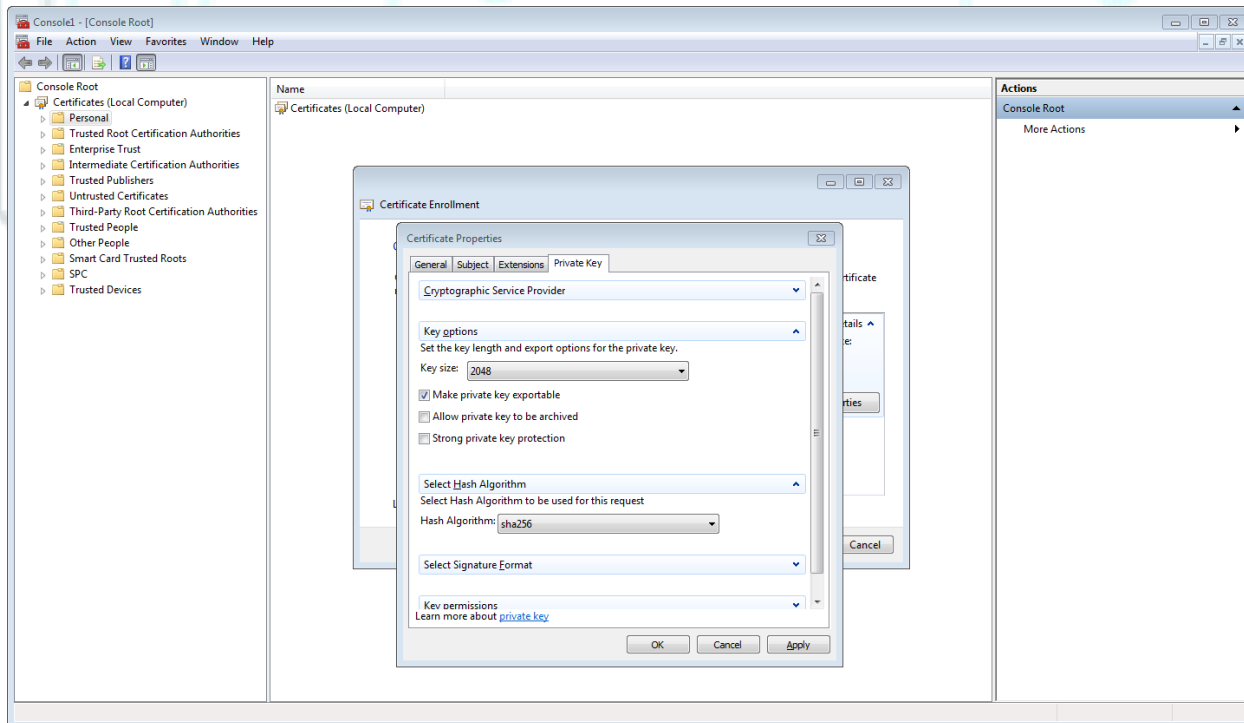 Console1 - [Console Root]
File Action View Favorites Window Help
Console Root
Certificates (Local Computer)
Personal
Trusted Root Certification Authorities
Enterprise Trust
Intermediate Certification Authorities
Trusted Publishers
Untrusted Certificates
Third-Party Root Certification Authorities
Trusted People
Other People
Smart Card Trusted Roots
SPC
Trusted Devices
Name
Certificates (Local Computer)
Actions
Console Root
More Actions
Certificate Enrollment
Certificate Properties
General Subject Extensions Private Key
Cryptographic Service Provider
Key options
Set the key length and export options for the private key.
Key size: 2048
Make private key exportable
Allow private key to be archived
Strong private key protection
Select Hash Algorithm
Select Hash Algorithm to be used for this request
Hash Algorithm: sha256
Select Signature Format
Key permissions
Learn more about private key
OK Cancel Apply
Cancel